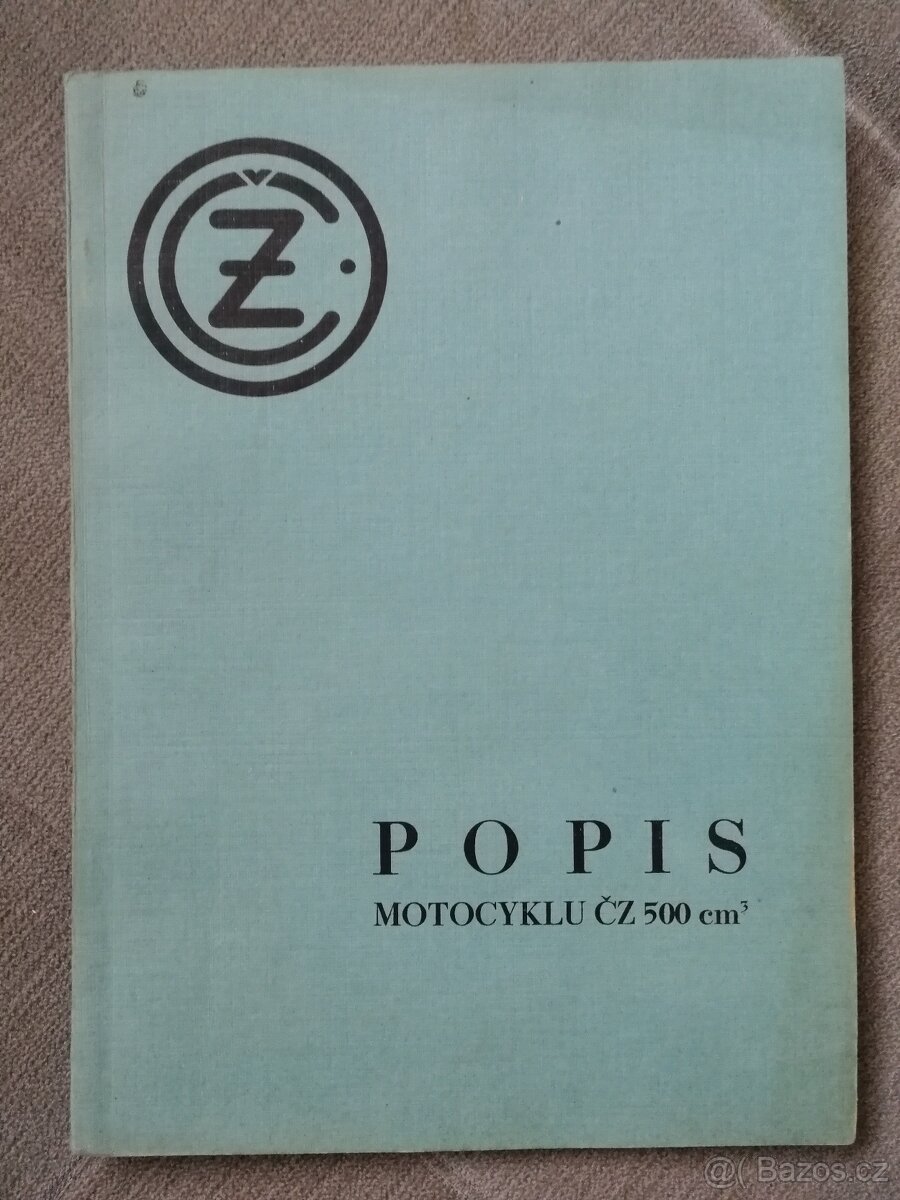 ČZ
POPIS
MOTOCYKLU ČZ 500 cm³
@( Bazos.cz